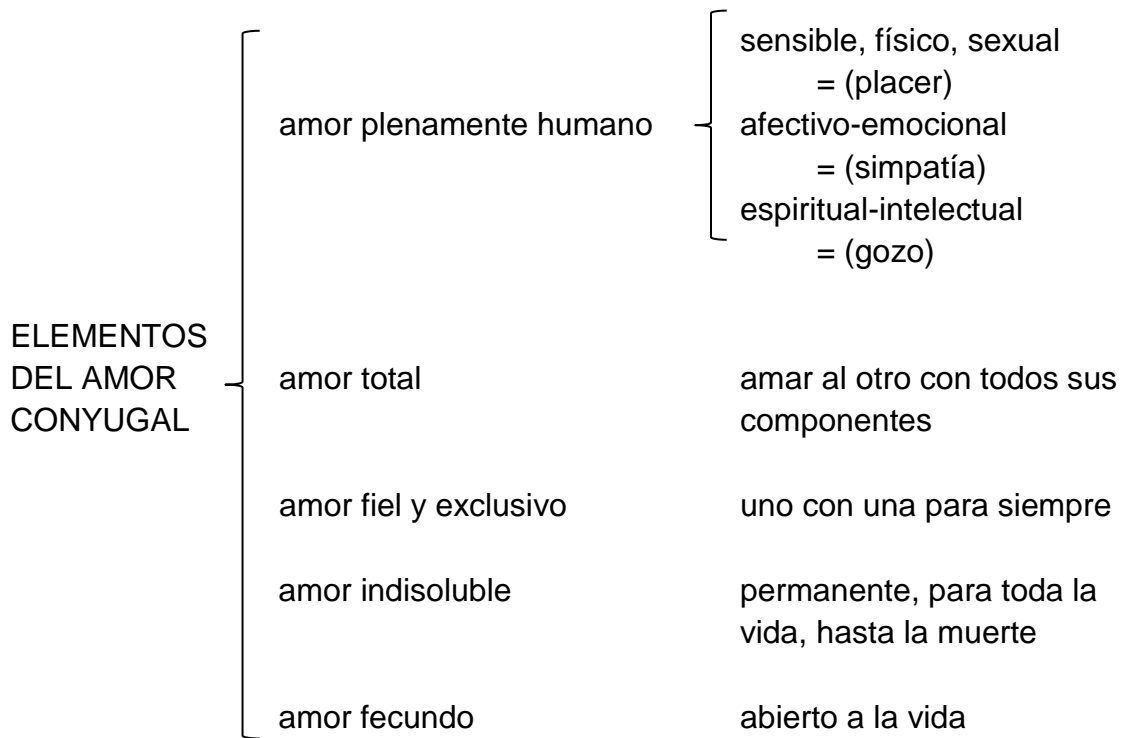 ELEMENTOS
DEL AMOR
CONYUGAL
amor plenamente humano
sensible, físico, sexual
= (placer)
afectivo-emocional
= (simpatía)
espiritual-intelectual
= (gozo)
amor total
amar al otro con todos sus
componentes
amor fiel y exclusivo
uno con una para siempre
amor indisoluble
permanente, para toda la
vida, hasta la muerte
amor fecundo
abierto a la vida